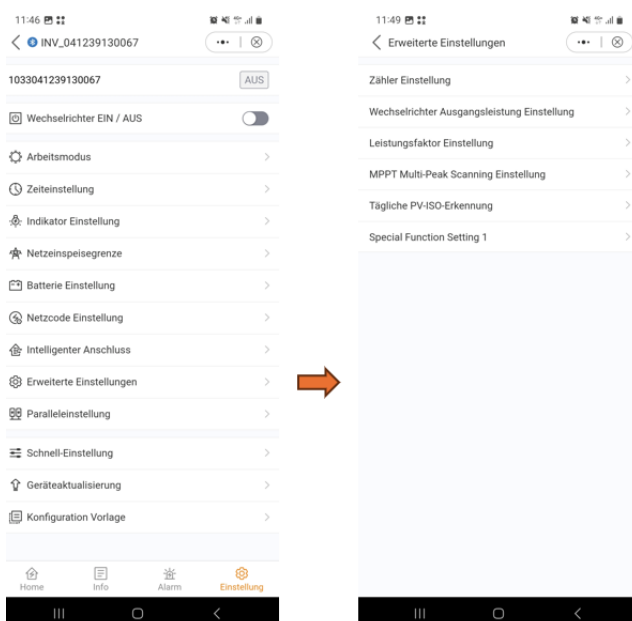 11:46
INV_041239130067
1033041239130067
AUS
Wechselrichter EIN / AUS
Arbeitsmodus
Zeiteinstellung
Indikator Einstellung
Netzeinspeisegrenze
Batterie Einstellung
Netzcode Einstellung
Intelligenter Anschluss
Erweiterte Einstellungen
Paralleleinstellung
Schnell-Einstellung
Geräteaktualisierung
Konfiguration Vorlage
Home Info Alarm Einstellung
11:49
Erweiterte Einstellungen
Zähler Einstellung
Wechselrichter Ausgangsleistung Einstellung
Leistungsfaktor Einstellung
MPPT Multi-Peak Scanning Einstellung
Tägliche PV-ISO-Erkennung
Special Function Setting 1